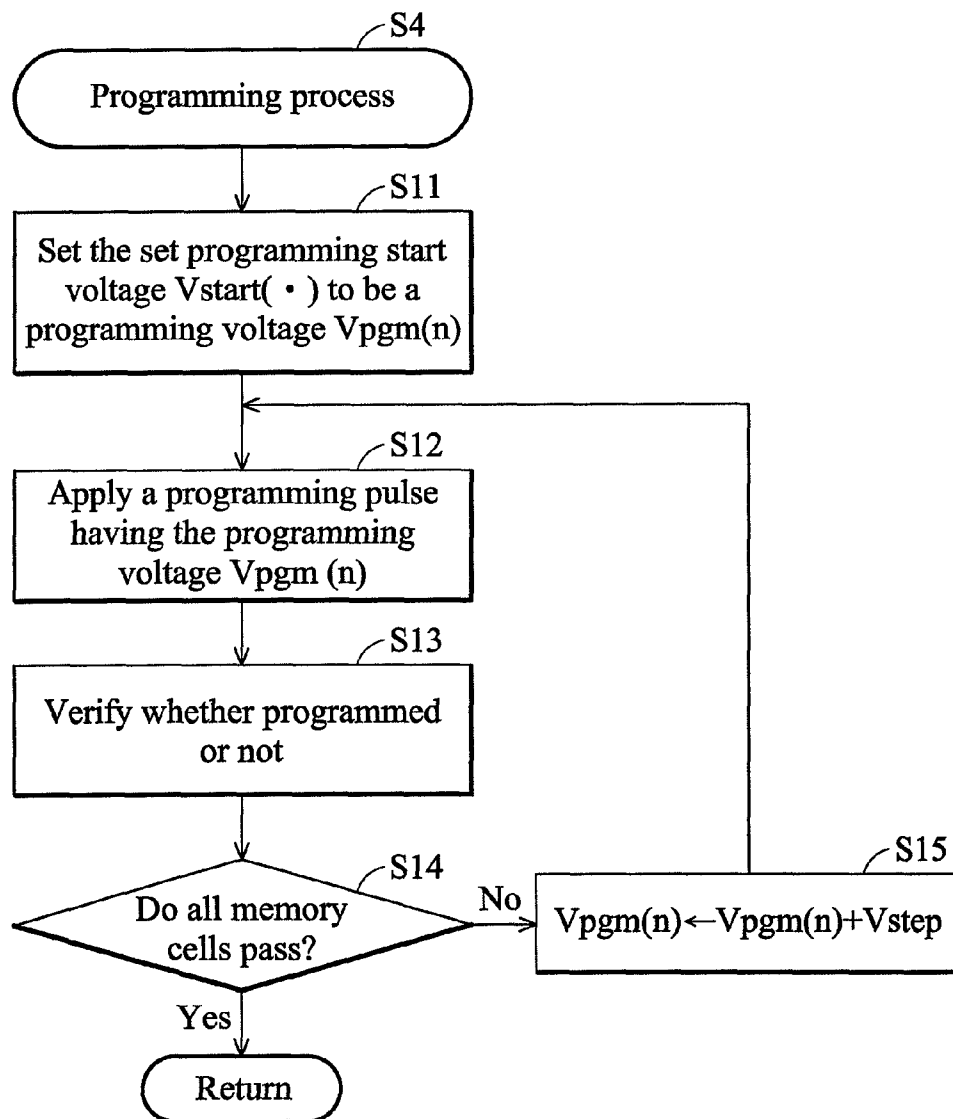 S4
Programming process
S11
Set the set programming start
voltage Vstart( • ) to be a
programming voltage Vpgm(n)
S12
Apply a programming pulse
having the programming
voltage Vpgm (n)
S13
Verify whether programmed
or not
S14
Do all memory
cells pass?
No
S15
Vpgm(n)←Vpgm(n)+Vstep
Yes
Return